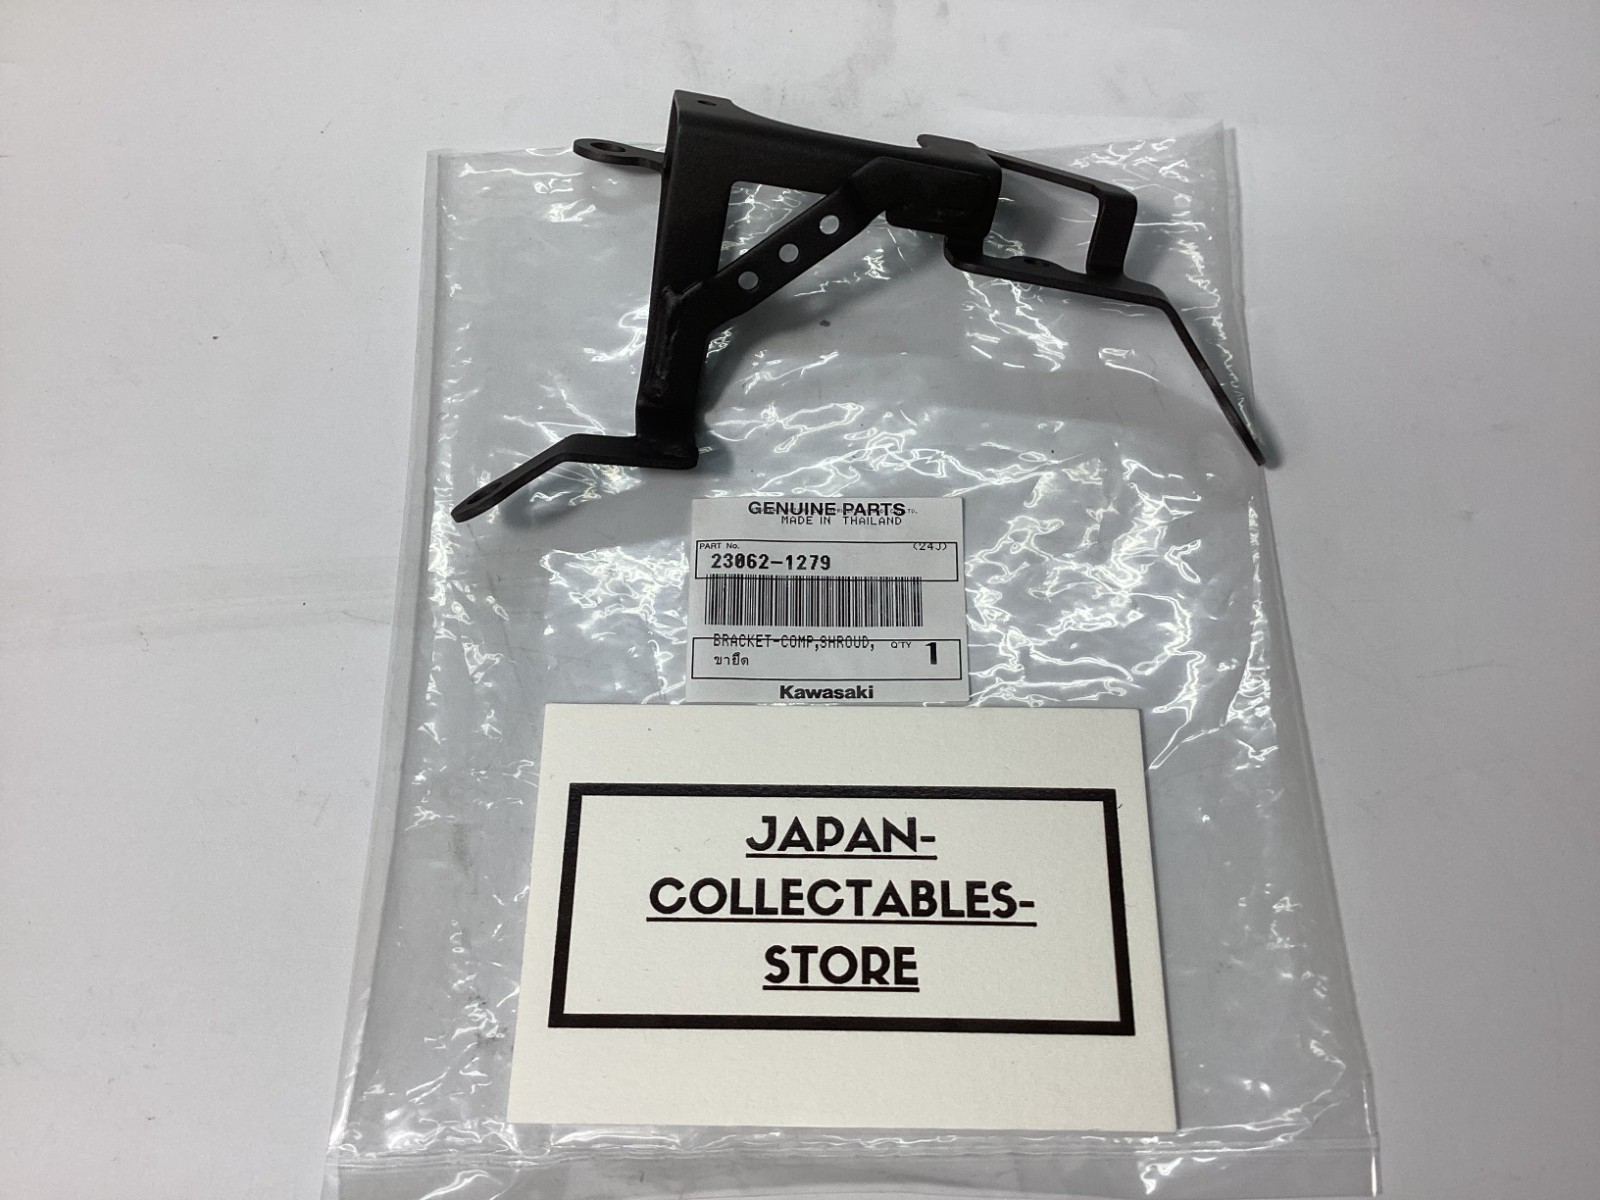 GENUINE PARTS
MADE IN THAILAND
PART No.
(24J)
23062-1279
BRACKET-COMP,SHROUD,
Q'TY
1
ขายึด
Kawasaki
JAPAN-
COLLECTABLES-
STORE